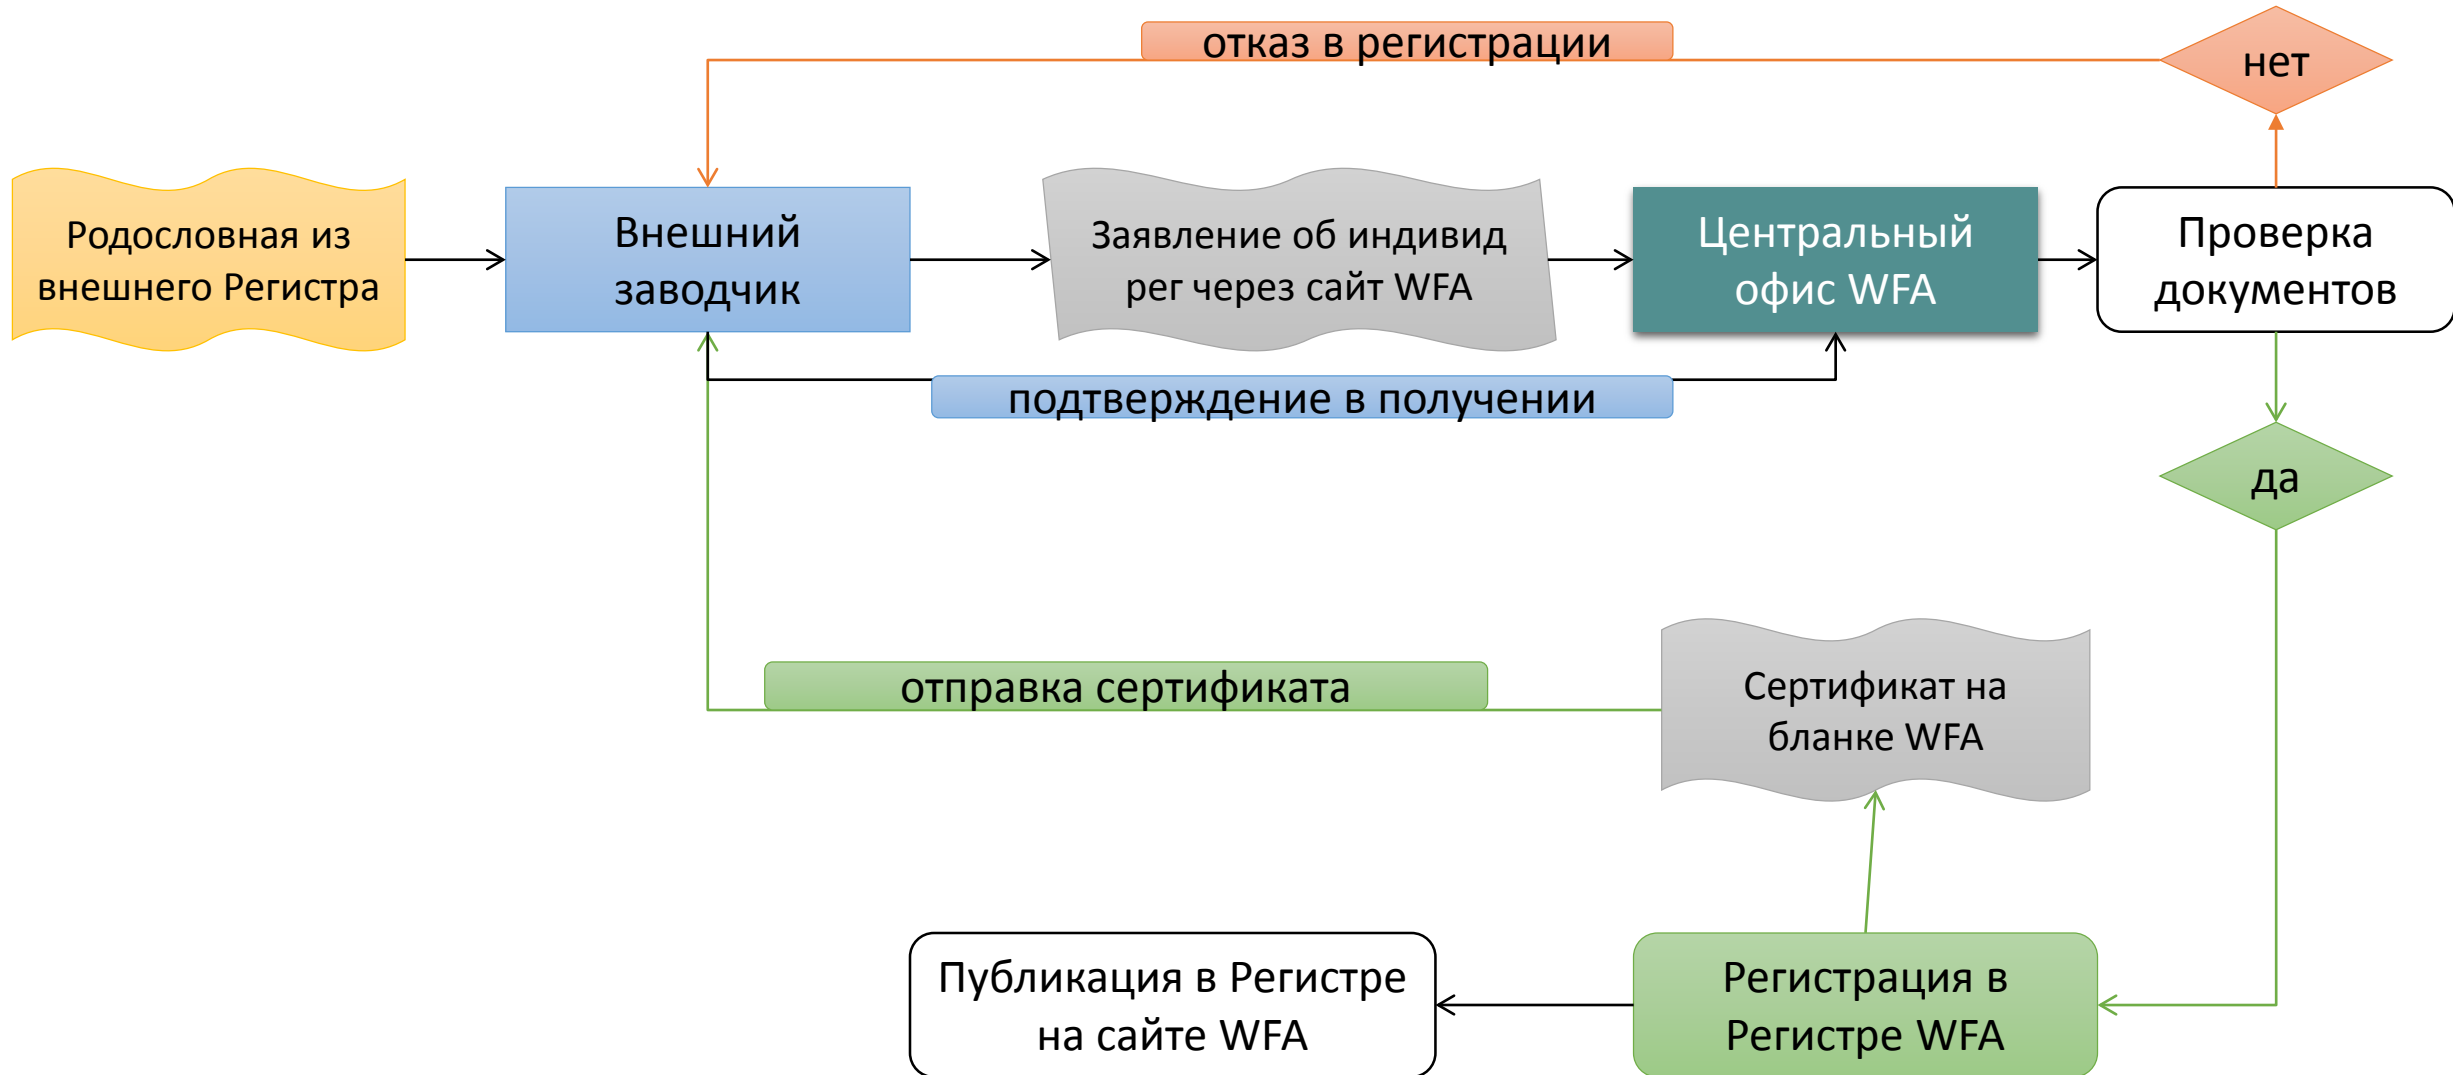 отказ в регистрации
нет
Родословная из
внешнего Регистра
Внешний
заводчик
Заявление об индивид
рег через сайт WFA
Центральный
офис WFA
Проверка
документов
подтверждение в получении
да
отправка сертификата
Сертификат на
бланке WFA
Публикация в Регистре
на сайте WFA
Регистрация в
Регистре WFA